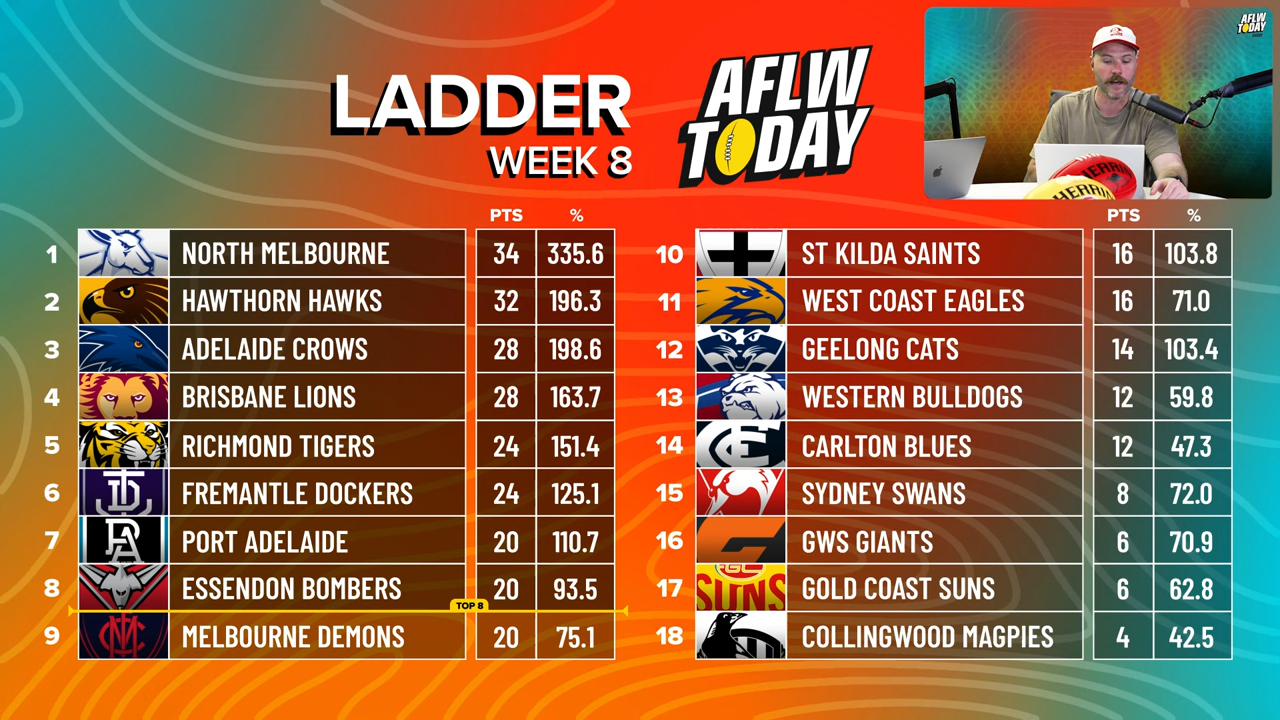 LADDER
WEEK 8
AFLW
TODAY
AFLW
TODAY
HERRIN
HERRIN
PTS %
1 NORTH MELBOURNE 34 335.6
2 HAWTHORN HAWKS 32 196.3
3 ADELAIDE CROWS 28 198.6
4 BRISBANE LIONS 28 163.7
5 RICHMOND TIGERS 24 151.4
6 FREMANTLE DOCKERS 24 125.1
7 PORT ADELAIDE 20 110.7
8 ESSENDON BOMBERS 20 93.5
TOP 8
9 MELBOURNE DEMONS 20 75.1
PTS %
10 ST KILDA SAINTS 16 103.8
11 WEST COAST EAGLES 16 71.0
12 GEELONG CATS 14 103.4
13 WESTERN BULLDOGS 12 59.8
14 CARLTON BLUES 12 47.3
15 SYDNEY SWANS 8 72.0
16 GWS GIANTS 6 70.9
SUNS
17 GOLD COAST SUNS 6 62.8
18 COLLINGWOOD MAGPIES 4 42.5